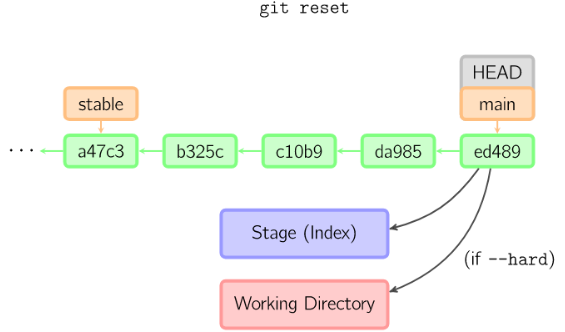 git reset
HEAD
stable
main
...
a47c3
b325c
c10b9
da985
ed489
Stage (Index)
(if --hard)
Working Directory